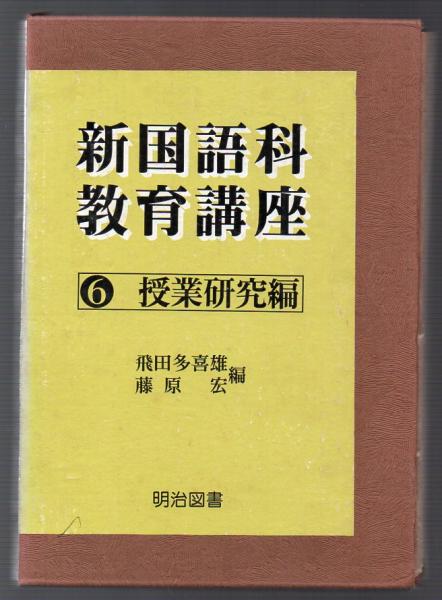 新国語科
教育講座
❻ 授業研究編
飛田多喜雄
藤原宏 編
明治図書